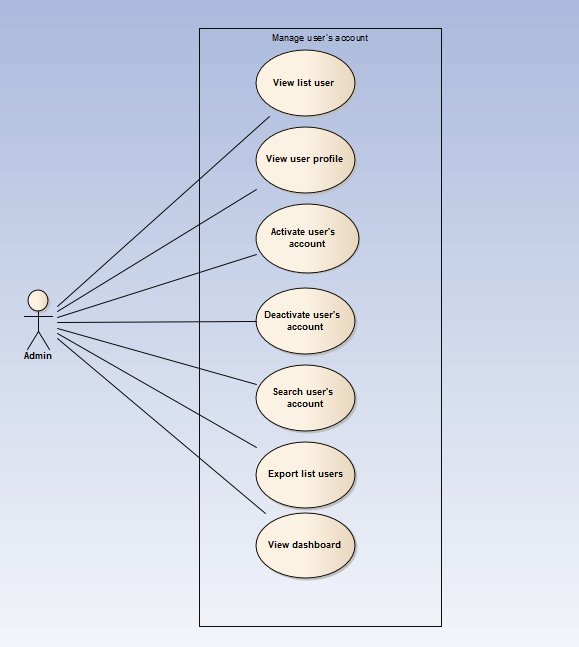 Manage user's account
View list user
View user profile
Activate user's
account
Deactivate user's
account
Admin
Search user's
account
Export list users
View dashboard